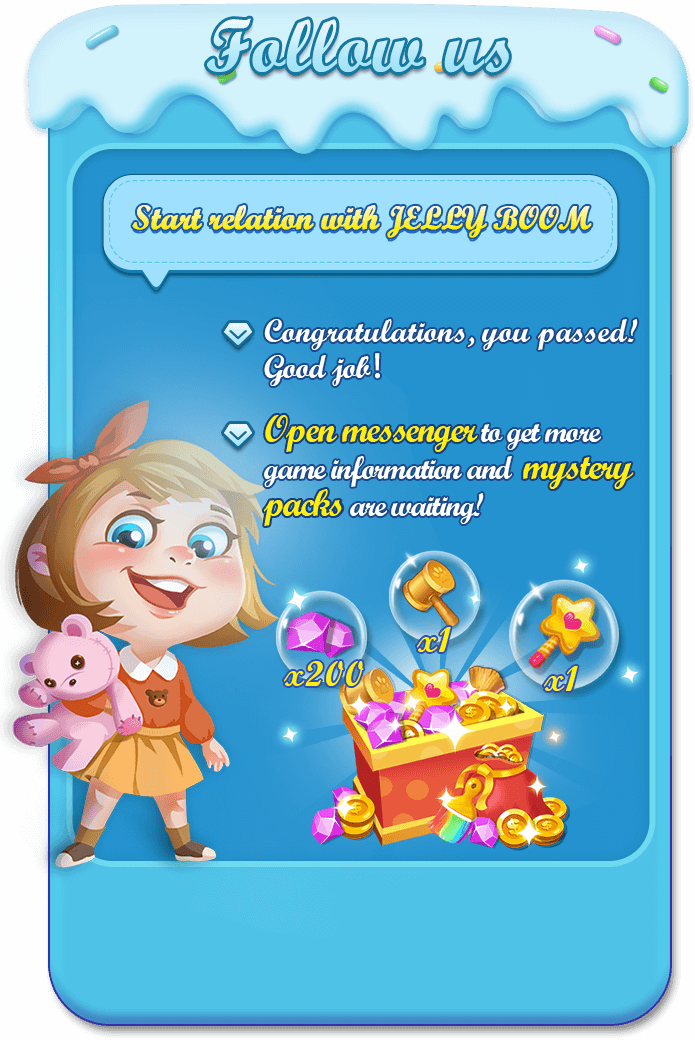 Follow us
Start relation with JELLY BOOM
Congratulations, you passed!
Good job!
Open messenger to get more
game information and mystery
packs are waiting!
x1
x200
x1